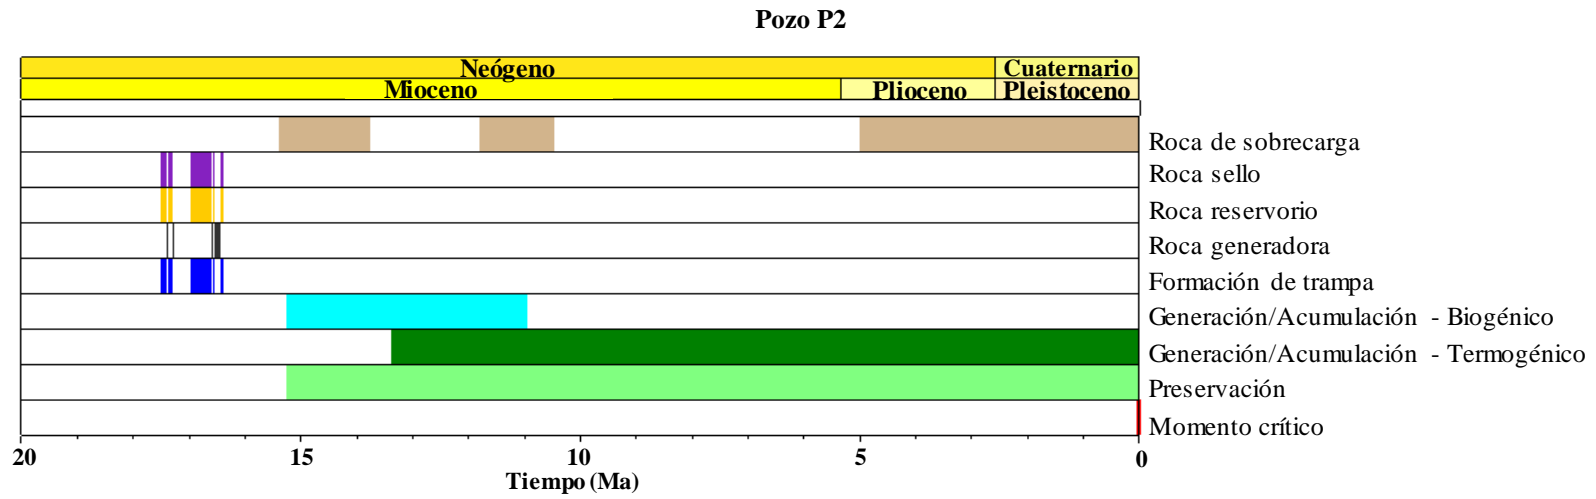 Pozo P2
Neógeno Cuaternario
Mioceno Plioceno Pleistoceno
Roca de sobrecarga
Roca sello
Roca reservorio
Roca generadora
Formación de trampa
Generación/Acumulación - Biogénico
Generación/Acumulación - Termogénico
Preservación
Momento crítico
20 15 10 5 0
Tiempo (Ma)